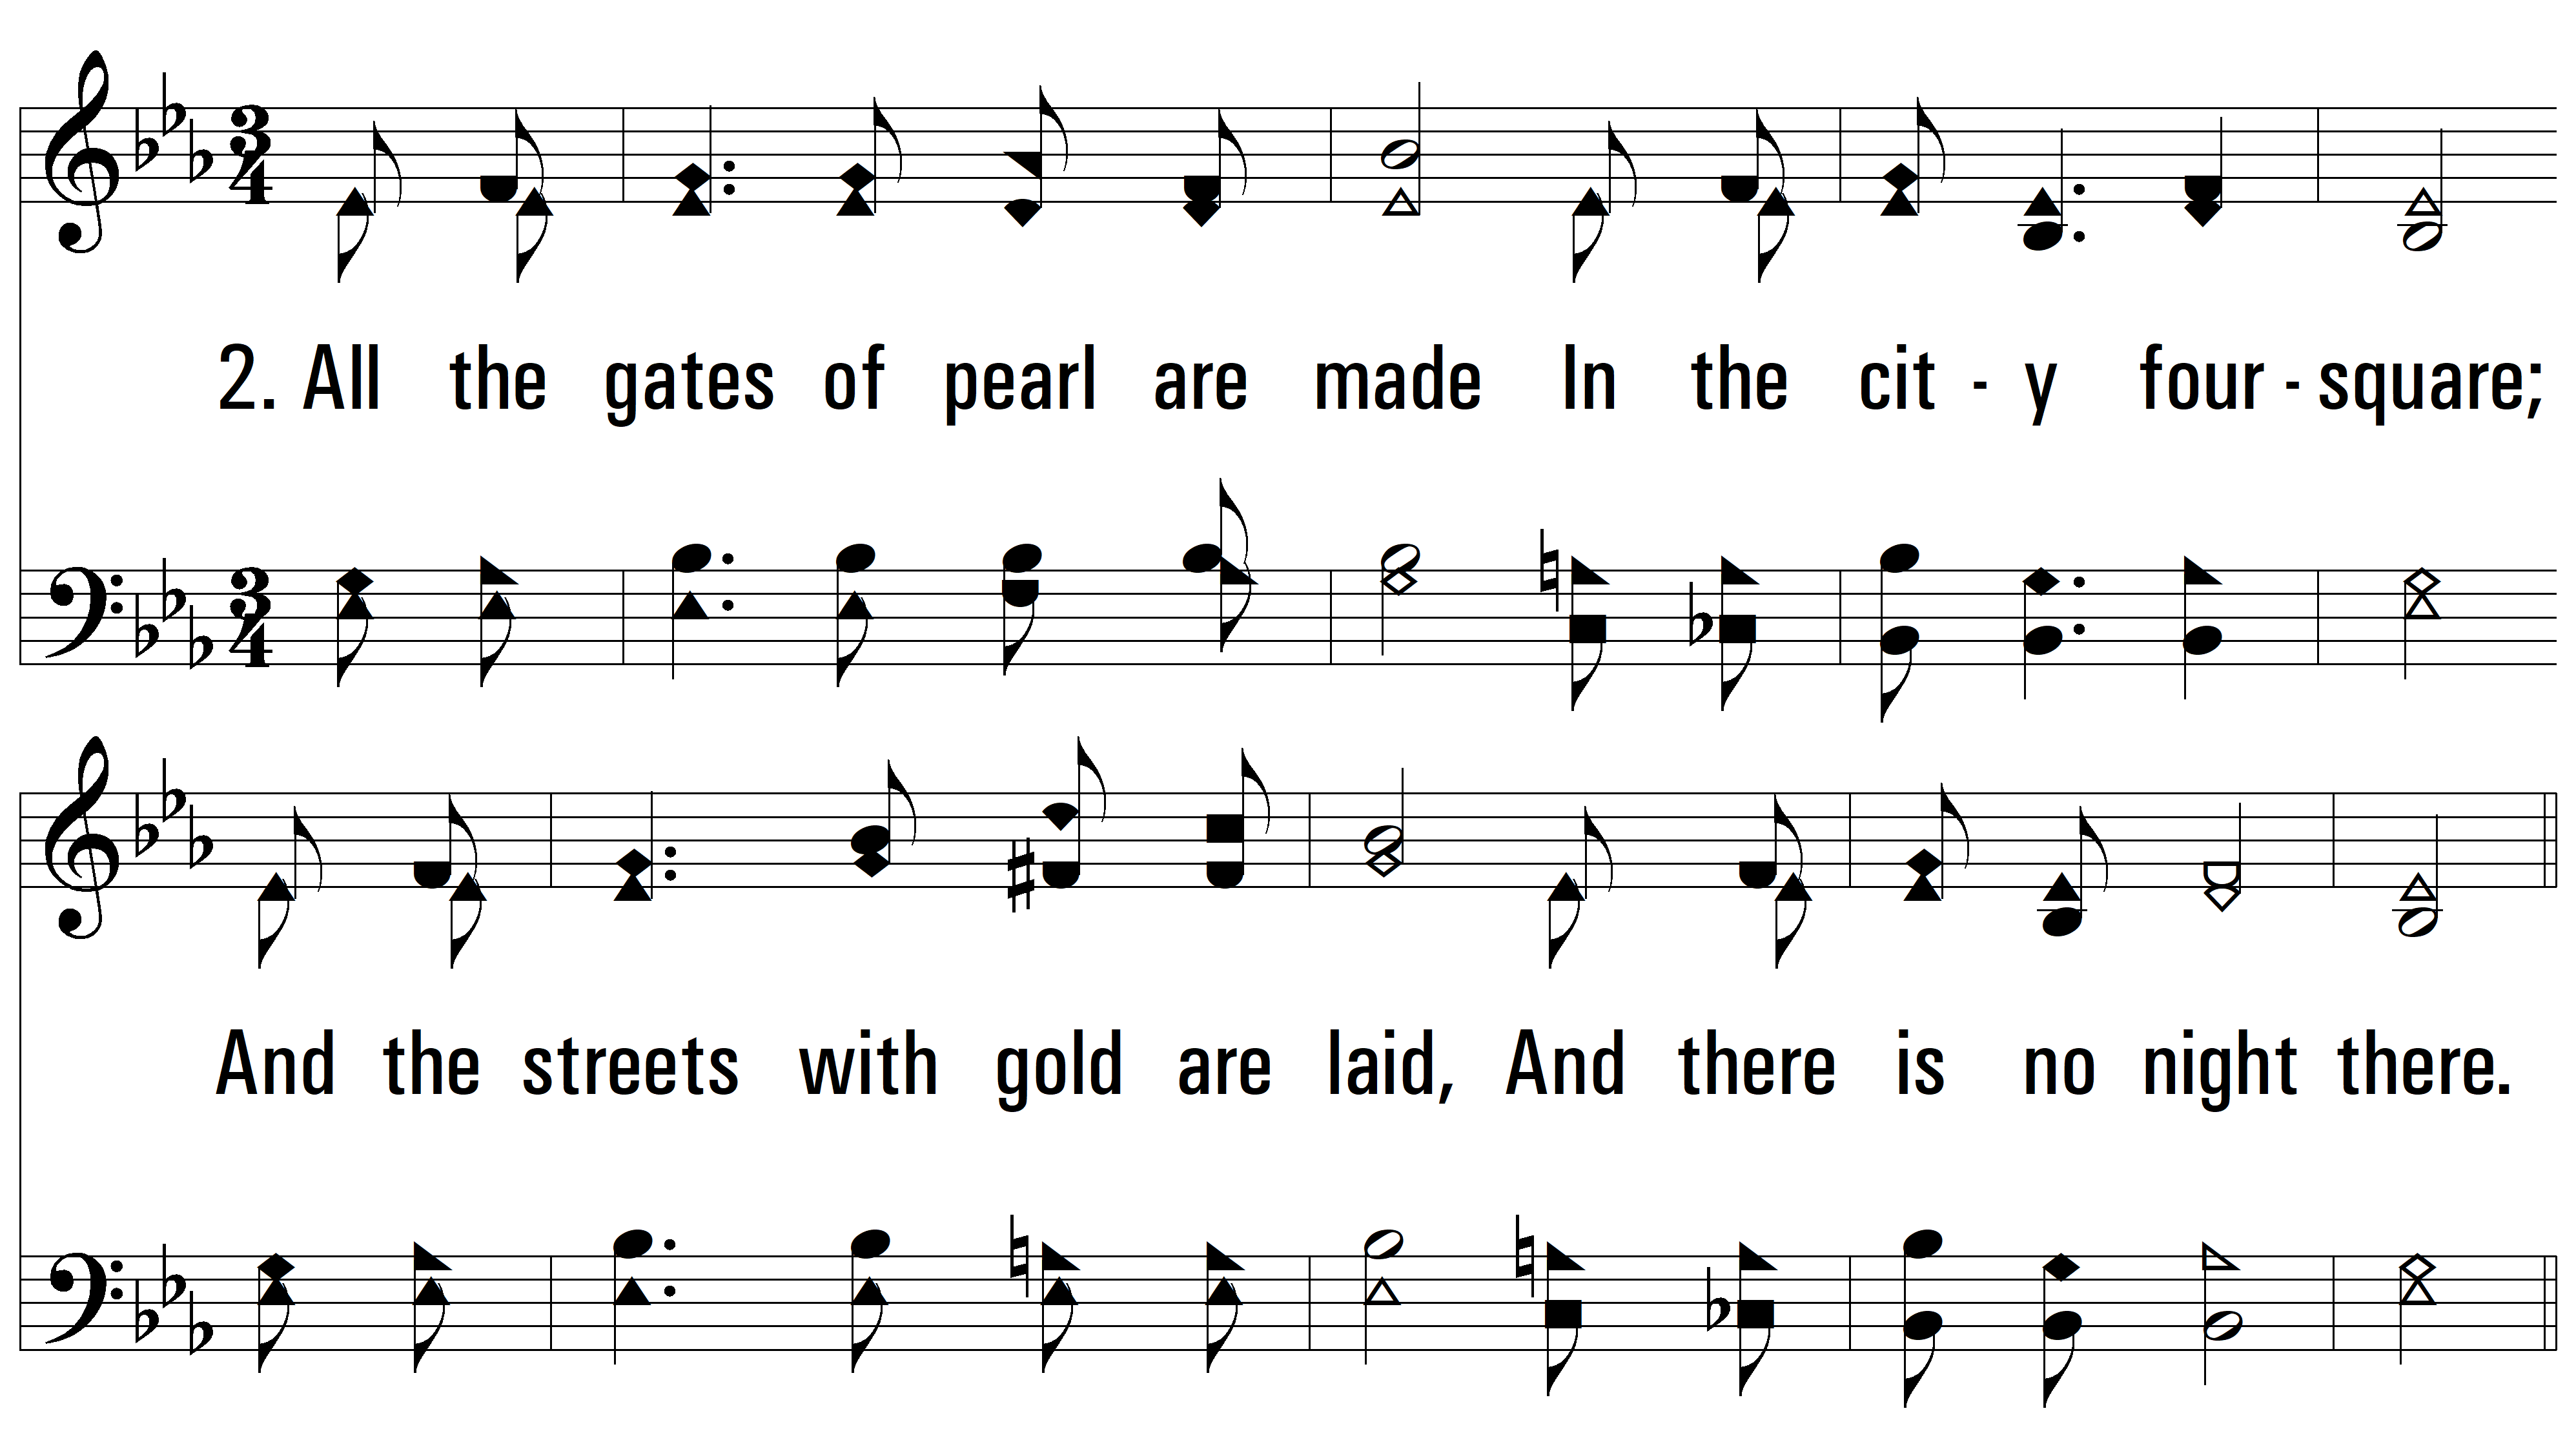 2. All the gates of pearl are made In the cit - y four - square;
And the streets with gold are laid, And there is no night there.